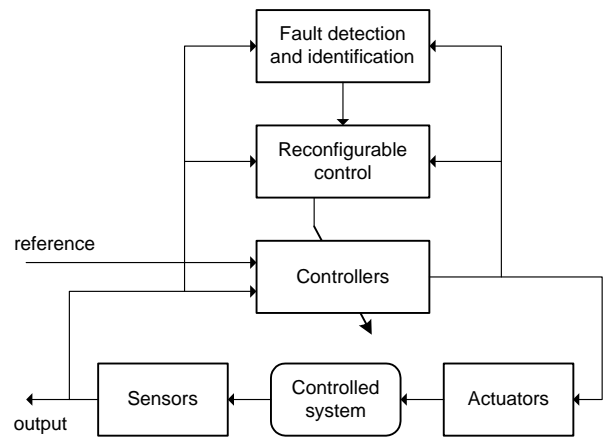 Fault detection
and identification
Reconfigurable
control
reference
Controllers
Sensors
Controlled
system
Actuators
output